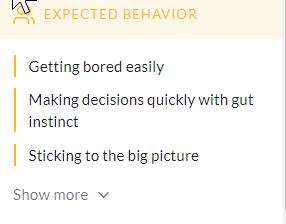 EXPECTED BEHAVIOR
Getting bored easily
Making decisions quickly with gut
instinct
Sticking to the big picture
Show more